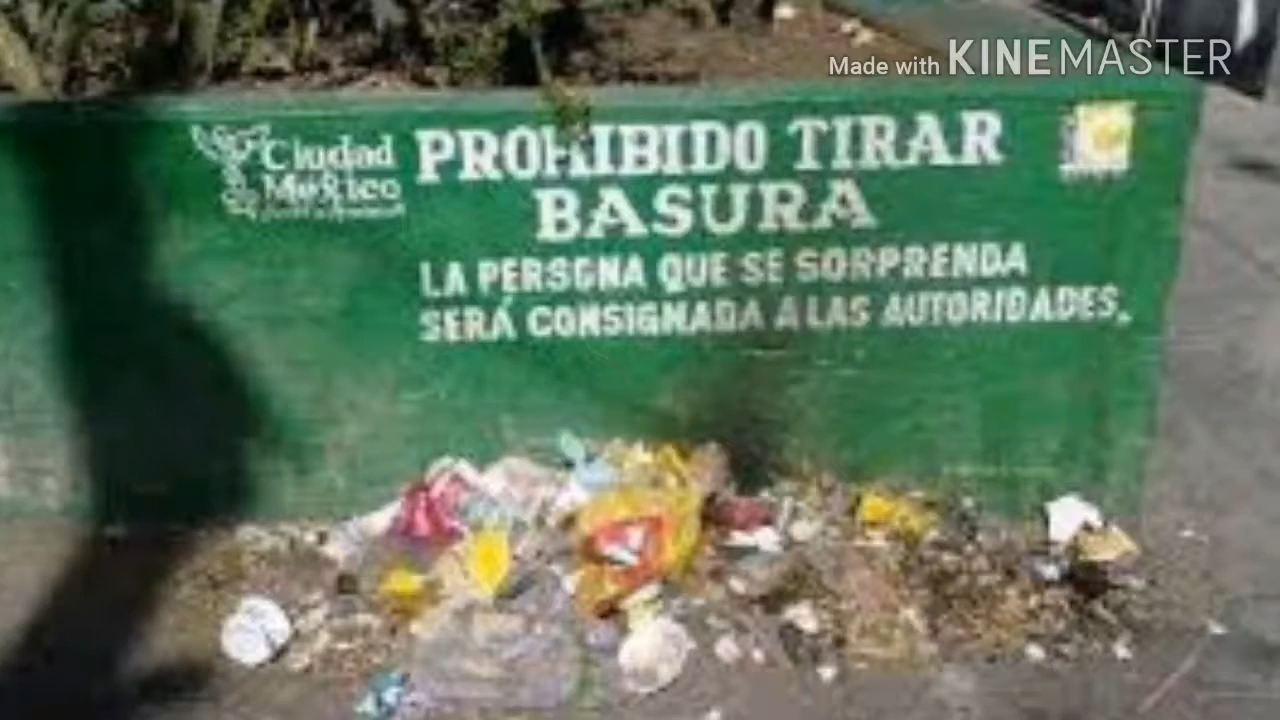 Made with KINEMASTER
Ciudad
México
PROHIBIDO TIRAR
BASURA
LA PERSONA QUE SE SORPRENDA
SERÁ CONSIGNADA A LAS AUTORIDADES.